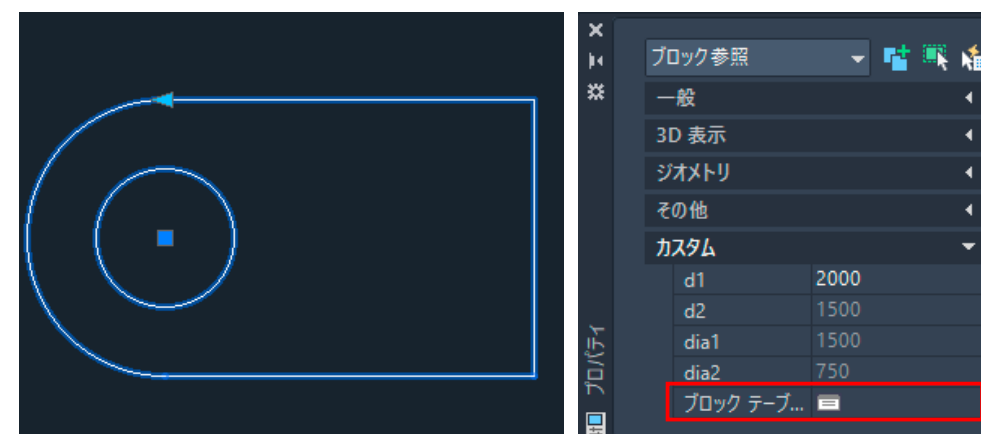 ブロック参照
一般
3D 表示
ジオメトリ
その他
カスタム
d1 2000
d2 1500
dia1 1500
dia2 750
ブロック テーブ...
プロパティ